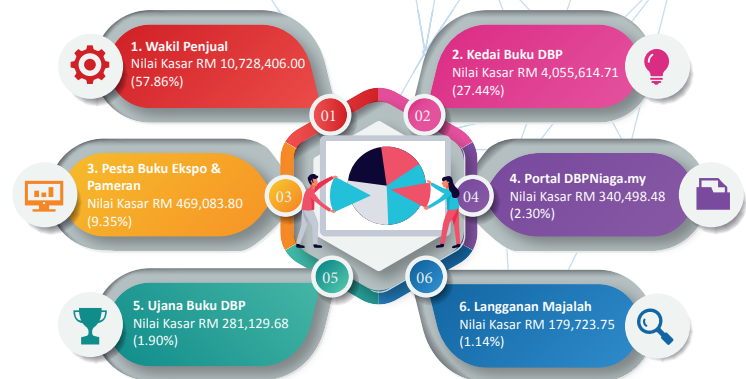 1. Wakil Penjual
Nilai Kasar RM 10,728,406.00
(57.86%)
01
2. Kedai Buku DBP
Nilai Kasar RM 4,055,614.71
(27.44%)
02
3. Pesta Buku Ekspo &
Pameran
Nilai Kasar RM 469,083.80
(9.35%)
03
4. Portal DBPNiaga.my
Nilai Kasar RM 340,498.48
(2.30%)
04
5. Ujana Buku DBP
Nilai Kasar RM 281,129.68
(1.90%)
05
6. Langganan Majalah
Nilai Kasar RM 179,723.75
(1.14%)
06